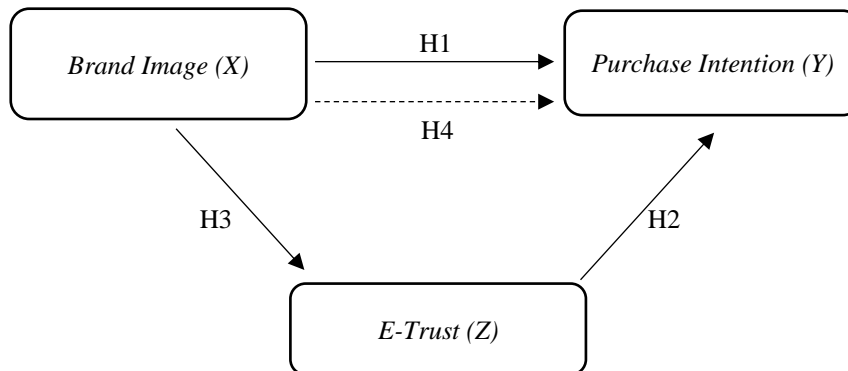 Brand Image (X)
H1
Purchase Intention (Y)
H4
H3
H2
E-Trust (Z)